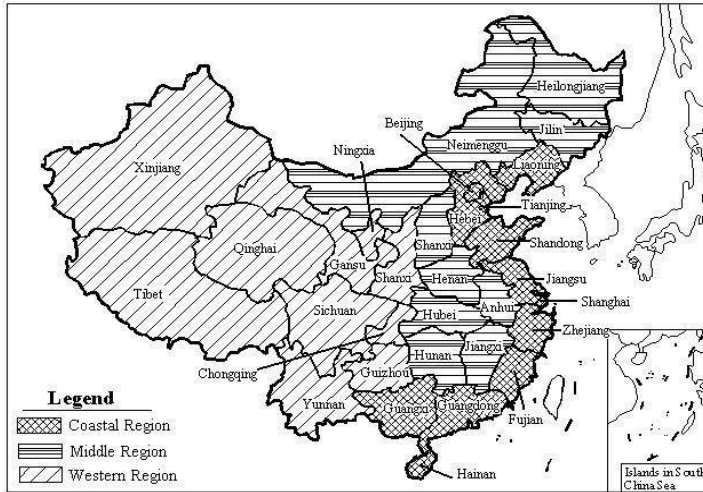 Heilongjiang
Beijing
Jilin
Neimenggu
Ningxia
Liaoning
Xinjiang
Tianjing
Hebei
Shandong
Qinghai
Shanxi
Gansu
Shanxi
Henan
Jiangsu
Tibet
Shanghai
Sichuan
Anhui
Hubei
Zhejiang
Jiangxi
Hunan
Chongqing
Guizhou
Legend
Yunnan
Guangxi
Guangdong
Fujian
Coastal Region
Middle Region
Western Region
Hainan
Islands in South
China Sea